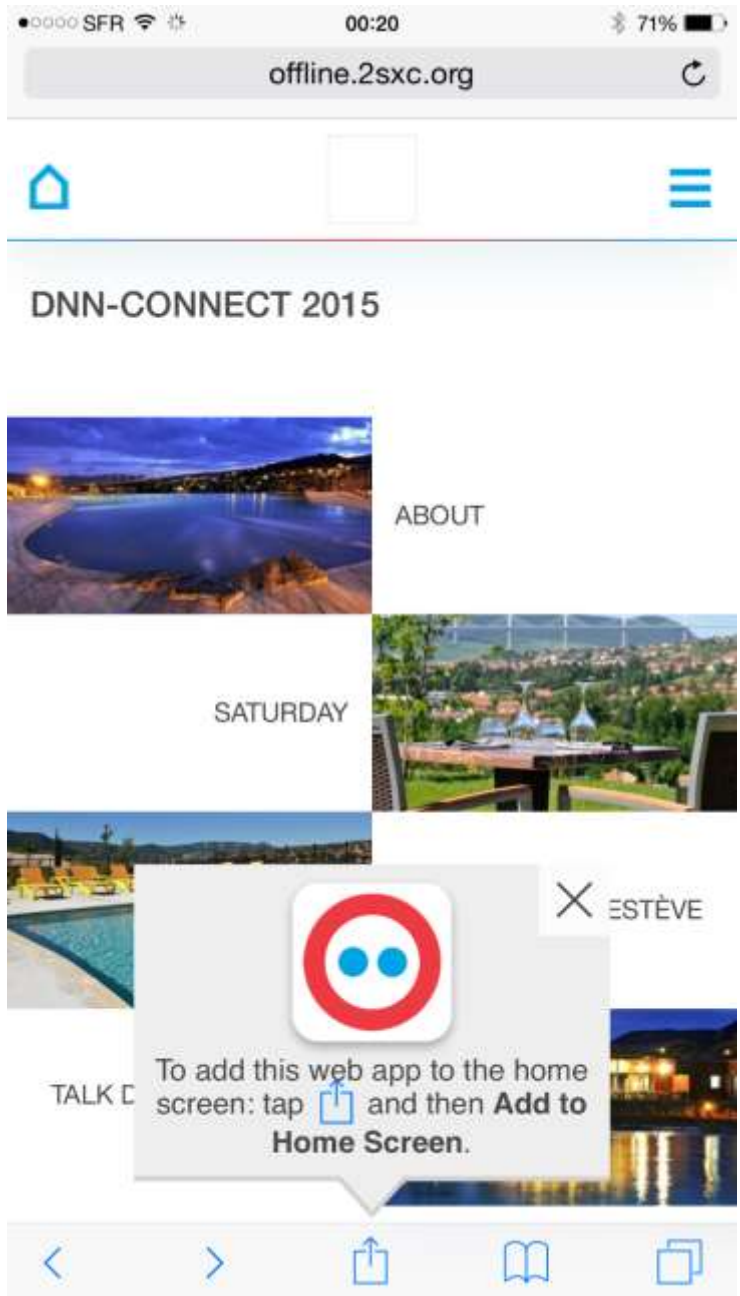 SFR 00:20 71%
offline.2sxc.org
DNN-CONNECT 2015
ABOUT
SATURDAY
ESTÈVE
TALK D
To add this web app to the home
screen: tap and then Add to
Home Screen.